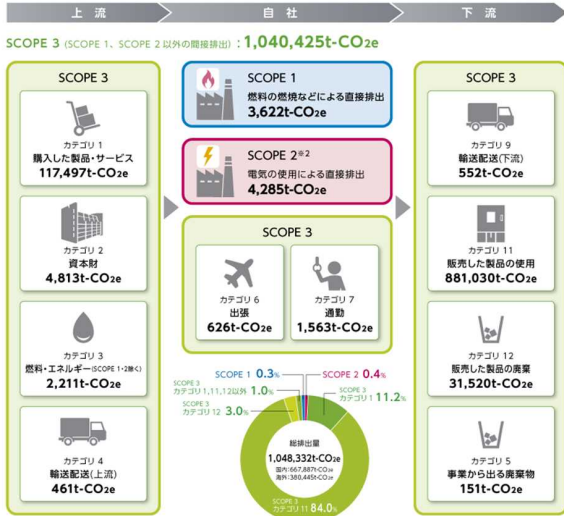 上 流
自 社
下 流
SCOPE 3 (SCOPE 1、SCOPE 2以外の間接排出) : 1,040,425t-CO2e
SCOPE 3
カテゴリ 1
購入した製品・サービス
117,497t-CO2e
カテゴリ 2
資本財
4,813t-CO2e
カテゴリ 3
燃料・エネルギー(SCOPE 1・2除く)
2,211t-CO2e
カテゴリ 4
輸送配送(上流)
461t-CO2e
SCOPE 1
燃料の燃焼などによる直接排出
3,622t-CO2e
SCOPE 2※2
電気の使用による直接排出
4,285t-CO2e
SCOPE 3
カテゴリ 6
出張
626t-CO2e
カテゴリ 7
通勤
1,563t-CO2e
SCOPE 1 0.3%
SCOPE 2 0.4%
SCOPE 3
カテゴリ 1,11,12以外 1.0%
SCOPE 3
カテゴリ 1 11.2%
SCOPE 3
カテゴリ 12 3.0%
総排出量
1,048,332t-CO2e
国内:667,887t-CO2e
海外:380,445t-CO2e
SCOPE 3
カテゴリ 11 84.0%
SCOPE 3
カテゴリ 9
輸送配送(下流)
552t-CO2e
カテゴリ 11
販売した製品の使用
881,030t-CO2e
カテゴリ 12
販売した製品の廃棄
31,520t-CO2e
カテゴリ 5
事業から出る廃棄物
151t-CO2e